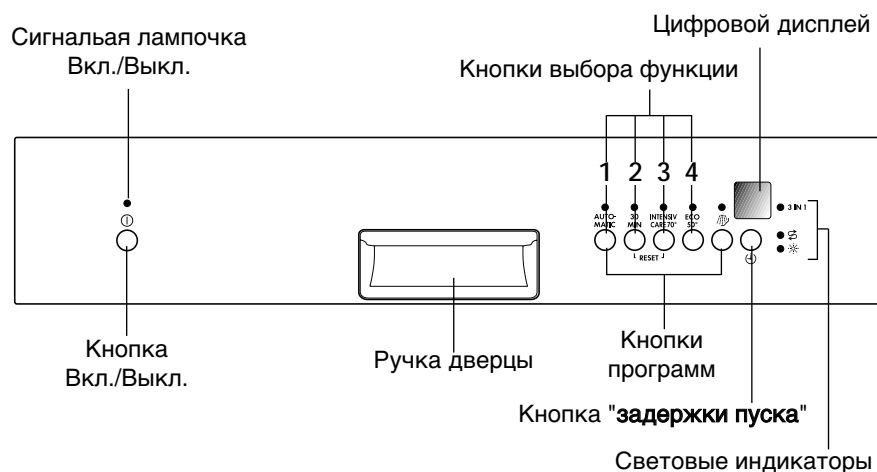 Сигнальая лампочка
Вкл./Выкл.
Цифровой дисплей
Кнопки выбора функции
1 2 3 4
AUTO-
MATIC
30
MIN
INTENSIV
CARE 70°
ECO
50°
3 IN 1
RESET
Кнопка
Вкл./Выкл.
Ручка дверцы
Кнопки
программ
Кнопка "задержки пуска"
Световые индикаторы